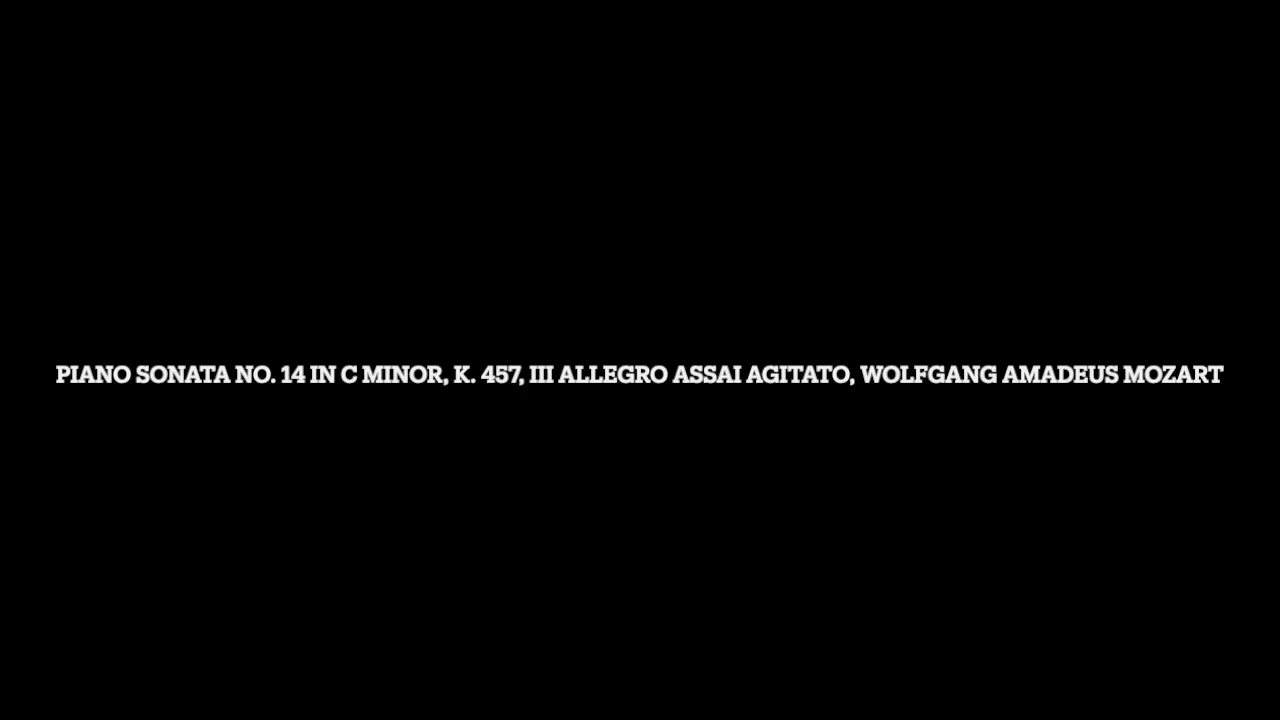 PIANO SONATA NO. 14 IN C MINOR, K. 457, III ALLEGRO ASSAI AGITATO, WOLFGANG AMADEUS MOZART